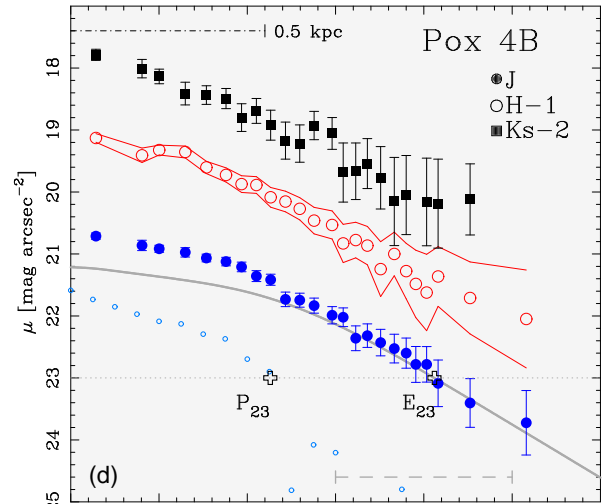 0.5 kpc
Pox 4B
J
H−1
Ks−2
18
19
20
21
22
23
24
25
μ [mag arcsec⁻²]
P₂₃
E₂₃
(d)